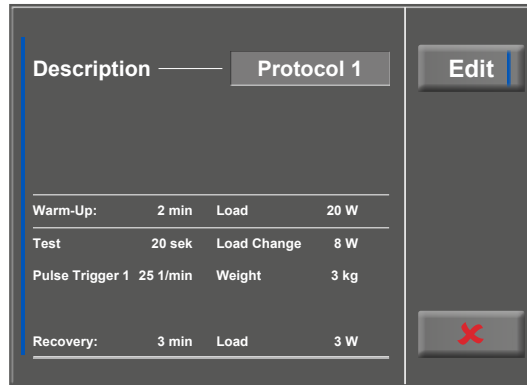 Description Protocol 1 Edit
Warm-Up: 2 min Load 20 W
Test 20 sek Load Change 8 W
Pulse Trigger 1 25 1/min Weight 3 kg
Recovery: 3 min Load 3 W